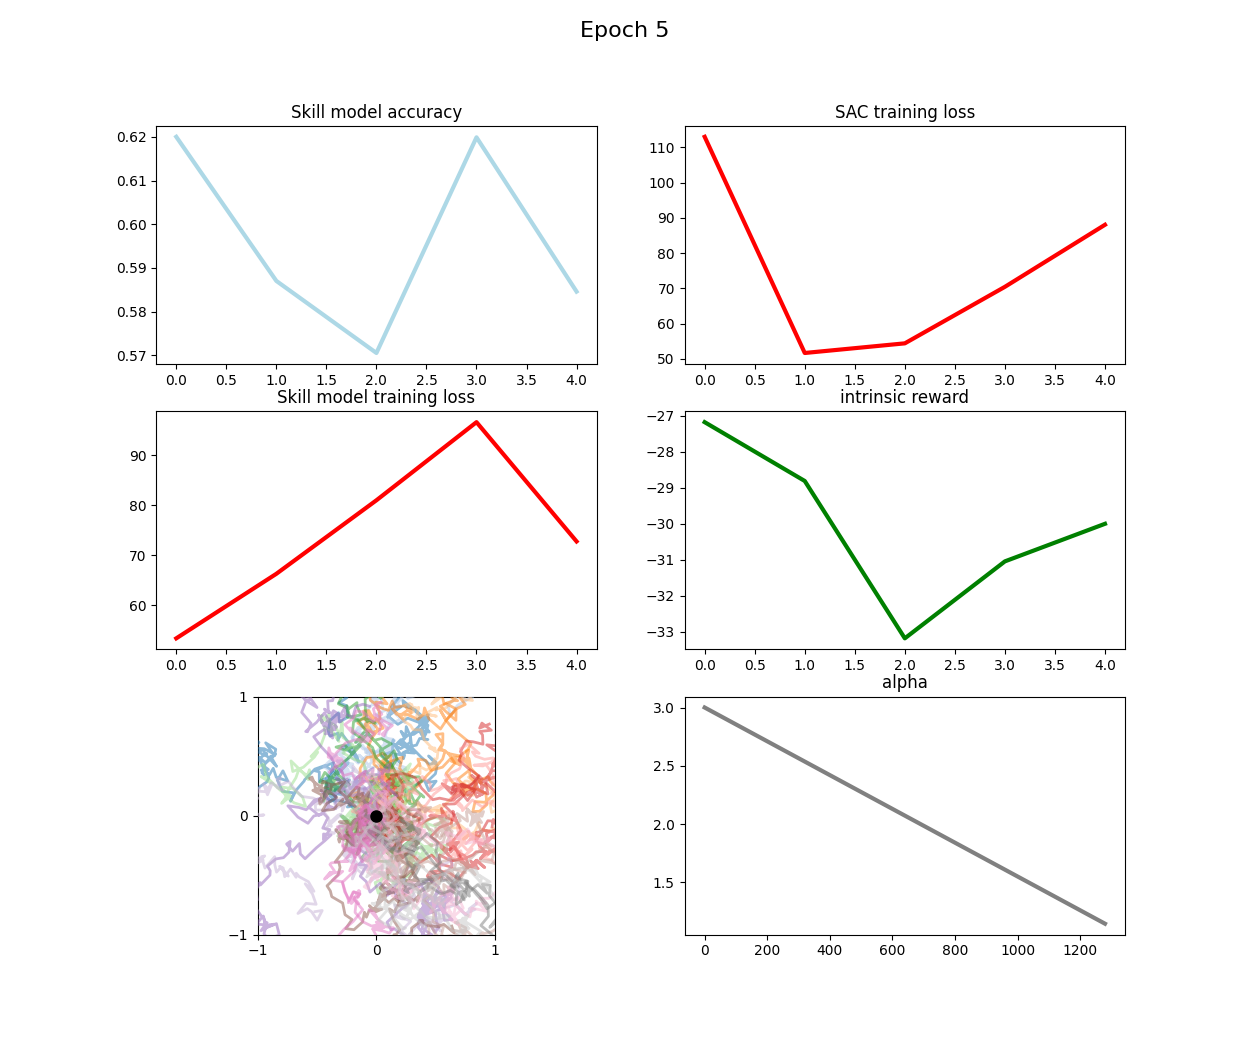 Epoch 5
Skill model accuracy
0.62
0.61
0.60
0.59
0.58
0.57
0.0 0.5 1.0 1.5 2.0 2.5 3.0 3.5 4.0
SAC training loss
110
100
90
80
70
60
50
0.0 0.5 1.0 1.5 2.0 2.5 3.0 3.5 4.0
Skill model training loss
90
80
70
60
0.0 0.5 1.0 1.5 2.0 2.5 3.0 3.5 4.0
intrinsic reward
−27
−28
−29
−30
−31
−32
−33
0.0 0.5 1.0 1.5 2.0 2.5 3.0 3.5 4.0
1
0
−1
−1 0 1
alpha
3.0
2.5
2.0
1.5
0 200 400 600 800 1000 1200